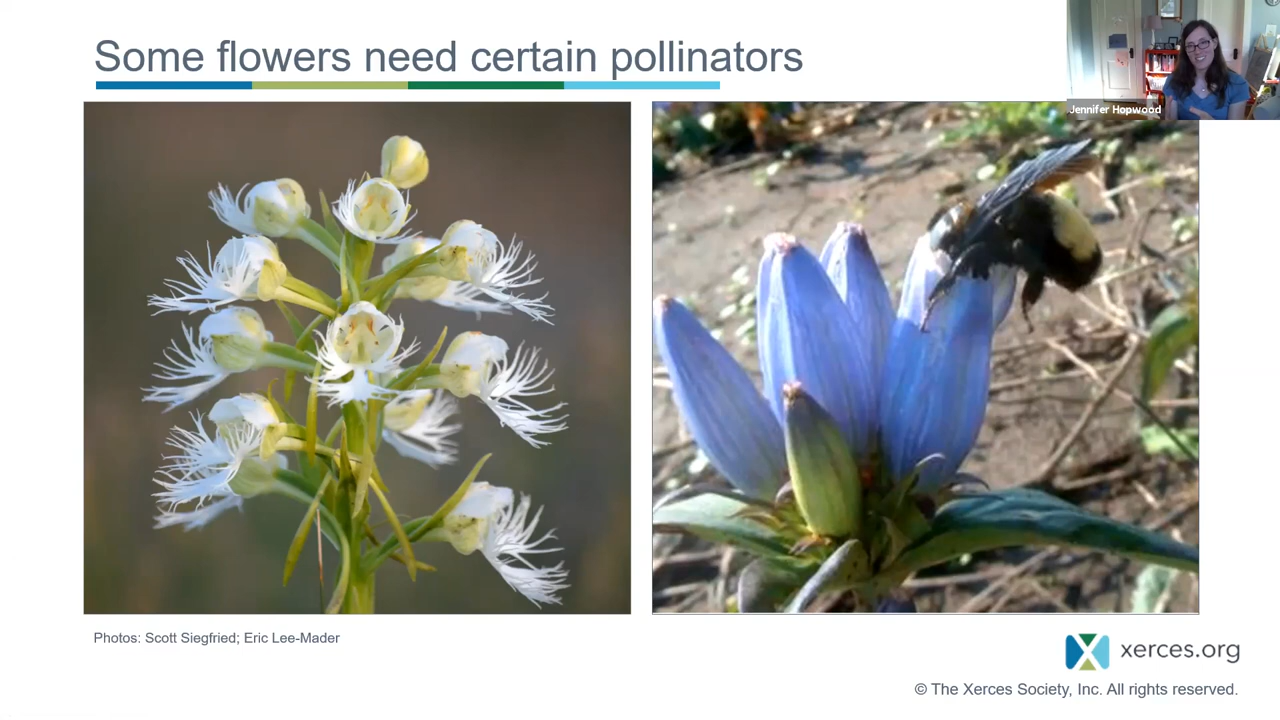 Some flowers need certain pollinators
Jennifer Hopwood
Photos: Scott Siegfried; Eric Lee-Mader
xerces.org
© The Xerces Society, Inc. All rights reserved.